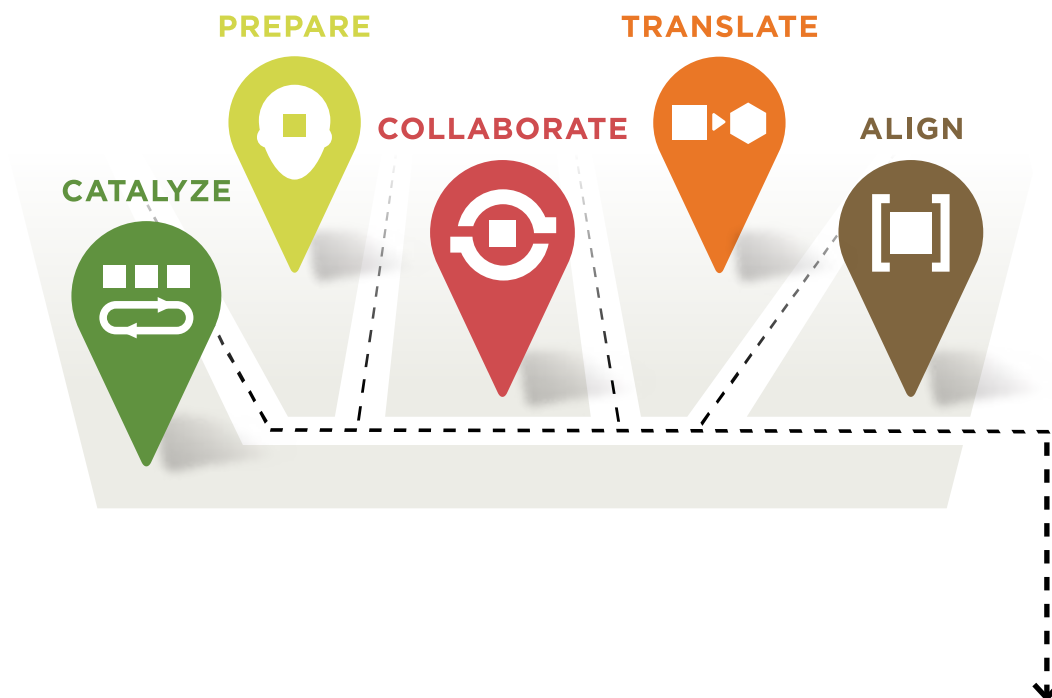 PREPARE
TRANSLATE
COLLABORATE
ALIGN
CATALYZE